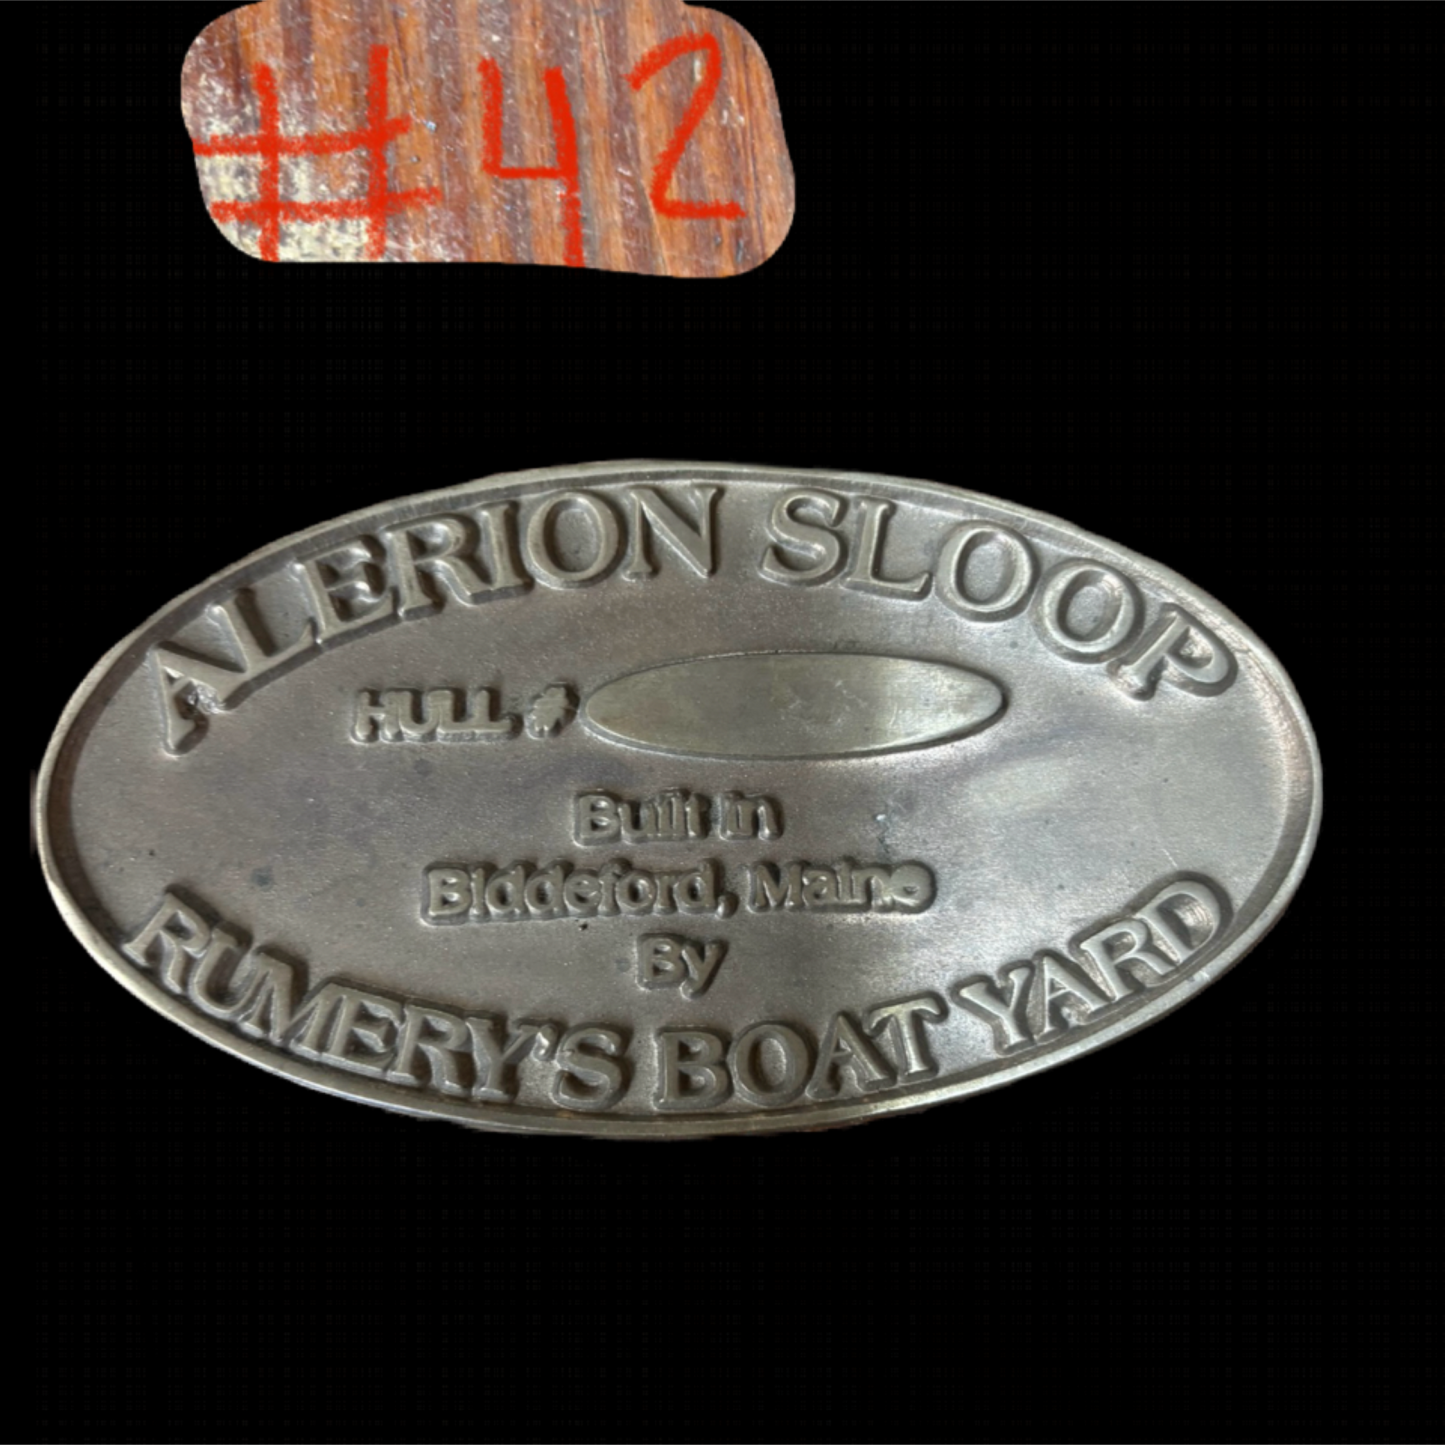 #42
ALERION SLOOP
HULL #
Built in
Biddeford, Maine
By
RUMERY'S BOAT YARD